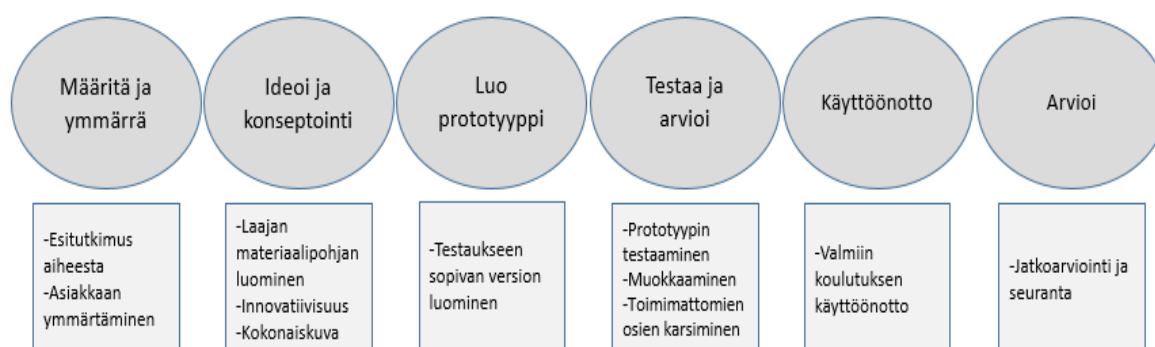 Määritä ja
ymmärrä
Ideoi ja
konseptointi
Luo
prototyyppi
Testaa ja
arvioi
Käyttöönotto
Arvioi
-Esitutkimus
aiheesta
-Asiakkaan
ymmärtäminen
-Laajan
materiaalipohjan
luominen
-Innovatiivisuus
-Kokonaiskuva
-Testaukseen
sopivan version
luominen
-Prototyypin
testaaminen
-Muokkaaminen
-Toimimattomien
osien karsiminen
-Valmiin
koulutuksen
käyttöönotto
-Jatkoarviointi ja
seuranta